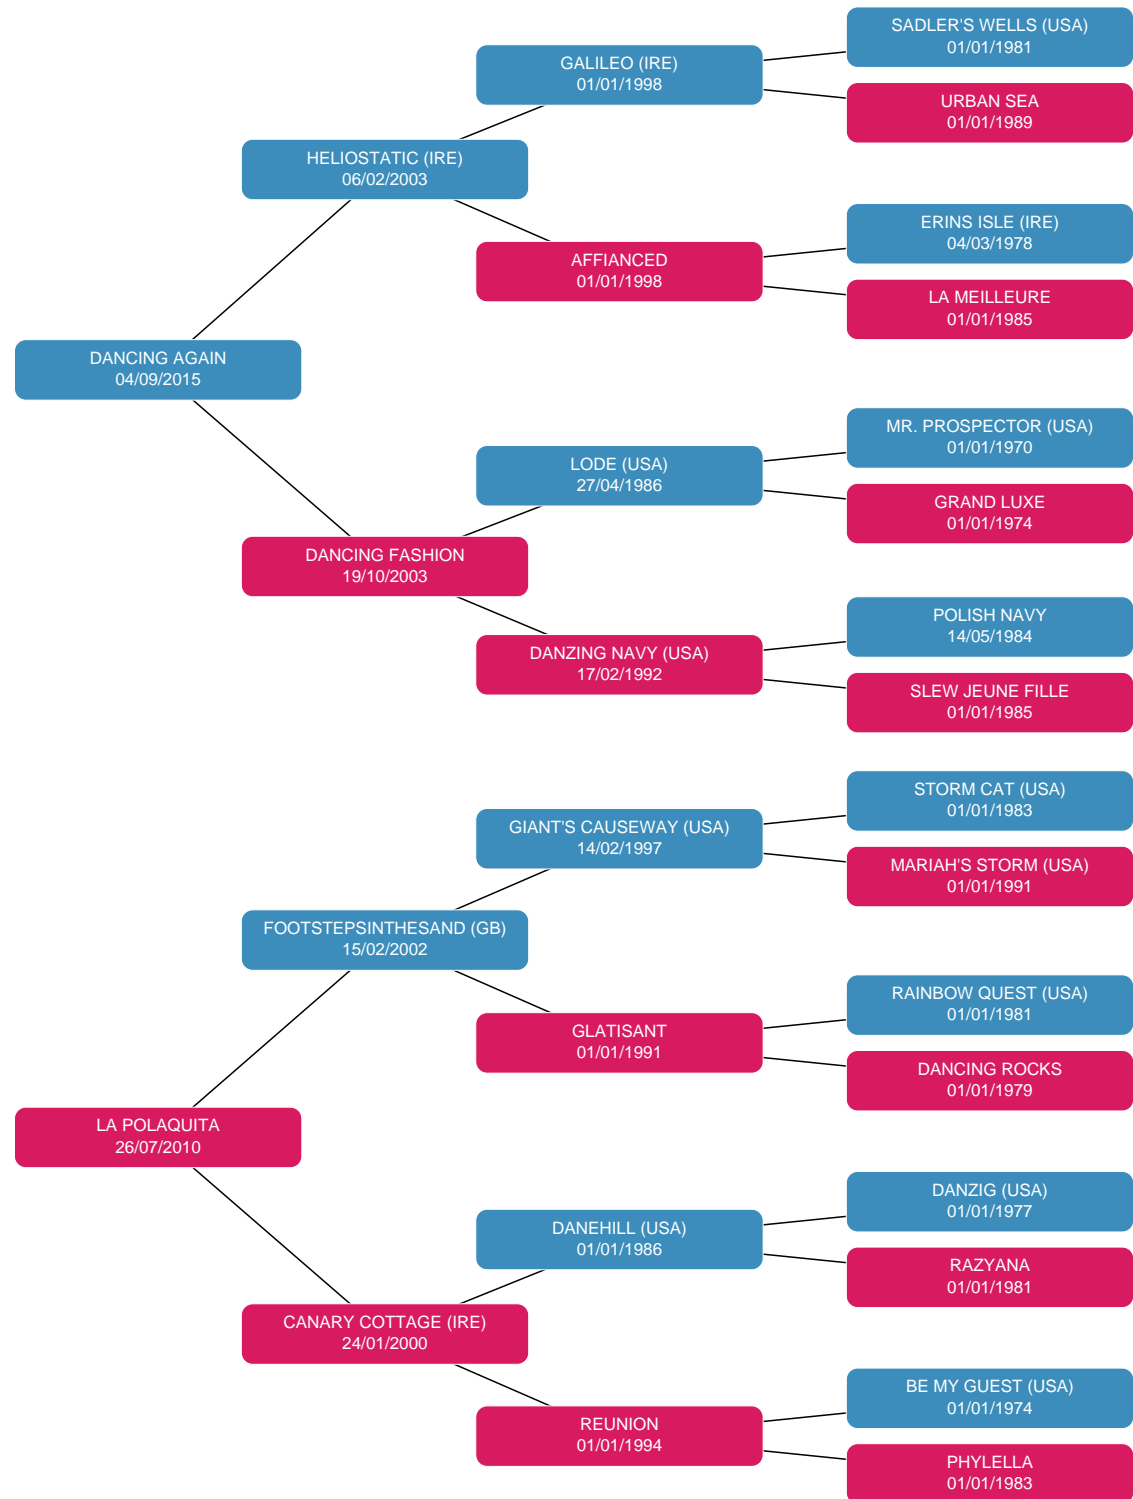 SADLER'S WELLS (USA)
01/01/1981
GALILEO (IRE)
01/01/1998
URBAN SEA
01/01/1989
HELIOSTATIC (IRE)
06/02/2003
ERINS ISLE (IRE)
04/03/1978
AFFIANCED
01/01/1998
LA MEILLEURE
01/01/1985
DANCING AGAIN
04/09/2015
MR. PROSPECTOR (USA)
01/01/1970
LODE (USA)
27/04/1986
GRAND LUXE
01/01/1974
DANCING FASHION
19/10/2003
POLISH NAVY
14/05/1984
DANZING NAVY (USA)
17/02/1992
SLEW JEUNE FILLE
01/01/1985
STORM CAT (USA)
01/01/1983
GIANT'S CAUSEWAY (USA)
14/02/1997
MARIAH'S STORM (USA)
01/01/1991
FOOTSTEPSINTHESAND (GB)
15/02/2002
RAINBOW QUEST (USA)
01/01/1981
GLATISANT
01/01/1991
DANCING ROCKS
01/01/1979
LA POLAQUITA
26/07/2010
DANZIG (USA)
01/01/1977
DANEHILL (USA)
01/01/1986
RAZYANA
01/01/1981
CANARY COTTAGE (IRE)
24/01/2000
BE MY GUEST (USA)
01/01/1974
REUNION
01/01/1994
PHYLELLA
01/01/1983